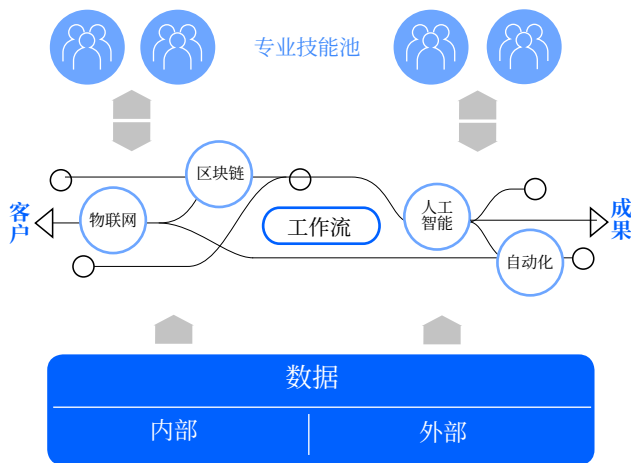 专业技能池
区块链
物联网
客户
工作流
人工
智能
成果
自动化
数据
内部
外部